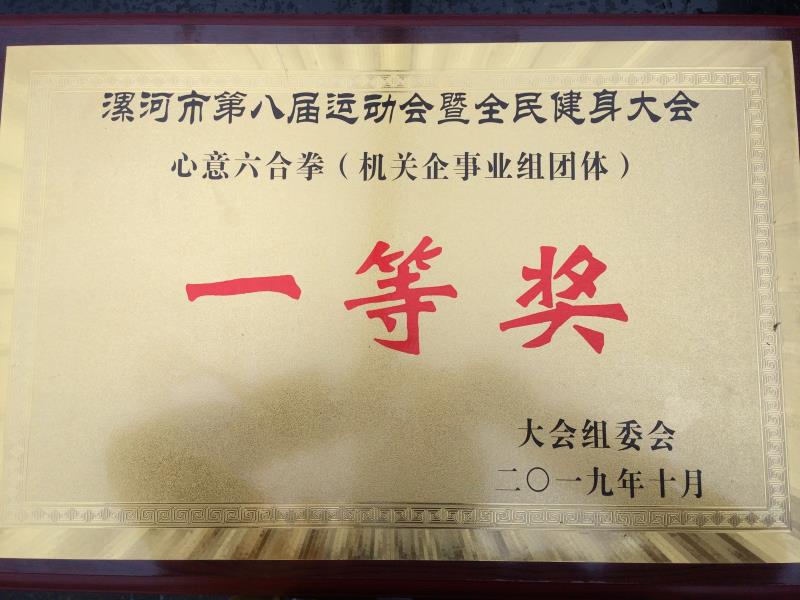 漯河市第八届运动会暨全民健身大会
心意六合拳（机关企事业组团体）
一等奖
大会组委会
二〇一九年十月